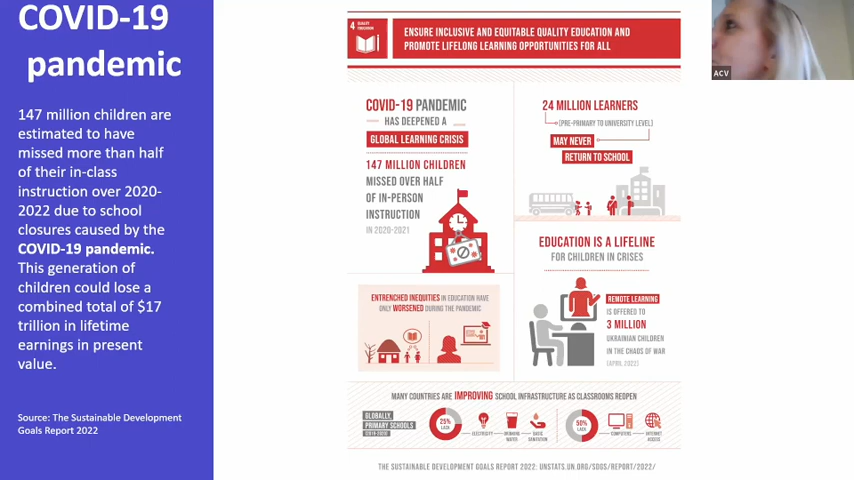 COVID-19
pandemic
147 million children are
estimated to have
missed more than half
of their in-class
instruction over 2020-
2022 due to school
closures caused by the
COVID-19 pandemic.
This generation of
children could lose a
combined total of $17
trillion in lifetime
earnings in present
value.
Source: The Sustainable Development
Goals Report 2022
4 QUALITY
EDUCATION
ENSURE INCLUSIVE AND EQUITABLE QUALITY EDUCATION AND
PROMOTE LIFELONG LEARNING OPPORTUNITIES FOR ALL
COVID-19 PANDEMIC
HAS DEEPENED A
GLOBAL LEARNING CRISIS
147 MILLION CHILDREN
MISSED OVER HALF
OF IN-PERSON
INSTRUCTION
IN 2020-2021
24 MILLION LEARNERS
(PRE-PRIMARY TO UNIVERSITY LEVEL)
MAY NEVER
RETURN TO SCHOOL
ENTRENCHED INEQUITIES IN EDUCATION HAVE
ONLY WORSENED DURING THE PANDEMIC
EDUCATION IS A LIFELINE
FOR CHILDREN IN CRISES
REMOTE LEARNING
IS OFFERED TO
3 MILLION
UKRAINIAN CHILDREN
IN THE CHAOS OF WAR
(APRIL 2022)
MANY COUNTRIES ARE IMPROVING SCHOOL INFRASTRUCTURE AS CLASSROOMS REOPEN
GLOBALLY,
PRIMARY SCHOOLS
(2019-2020)
25%
LACK
ELECTRICITY
DRINKING
WATER
BASIC
SANITATION
50%
LACK
COMPUTERS
INTERNET
ACCESS
THE SUSTAINABLE DEVELOPMENT GOALS REPORT 2022: UNSTATS.UN.ORG/SDGS/REPORT/2022/
ACV